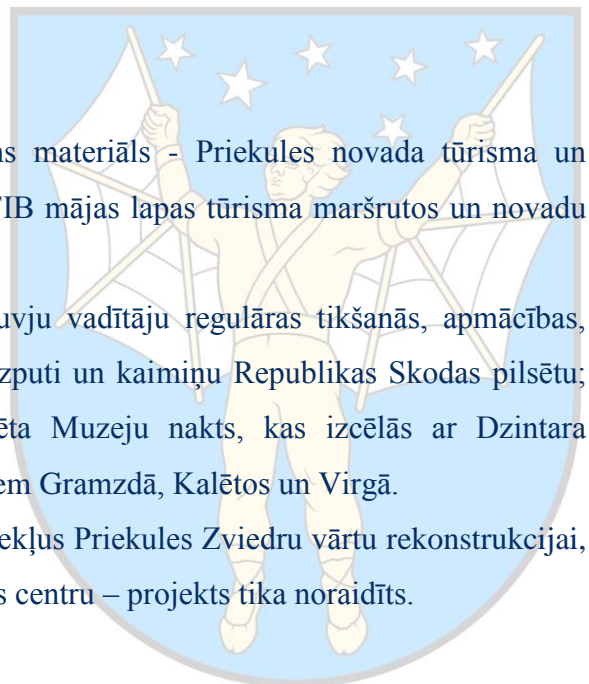 ns materiāls - Priekules novada tūrisma un
TIB mājas lapas tūrisma maršrutos un novadu
uvju vadītāju regulāras tikšanās, apmācības,
zputi un kaimiņu Republikas Skodas pilsētu;
ēta Muzeju nakts, kas izcēlās ar Dzintara
em Gramzdā, Kalētos un Virgā.
ekļus Priekules Zviedru vārtu rekonstrukcijai,
s centru – projekts tika noraidīts.